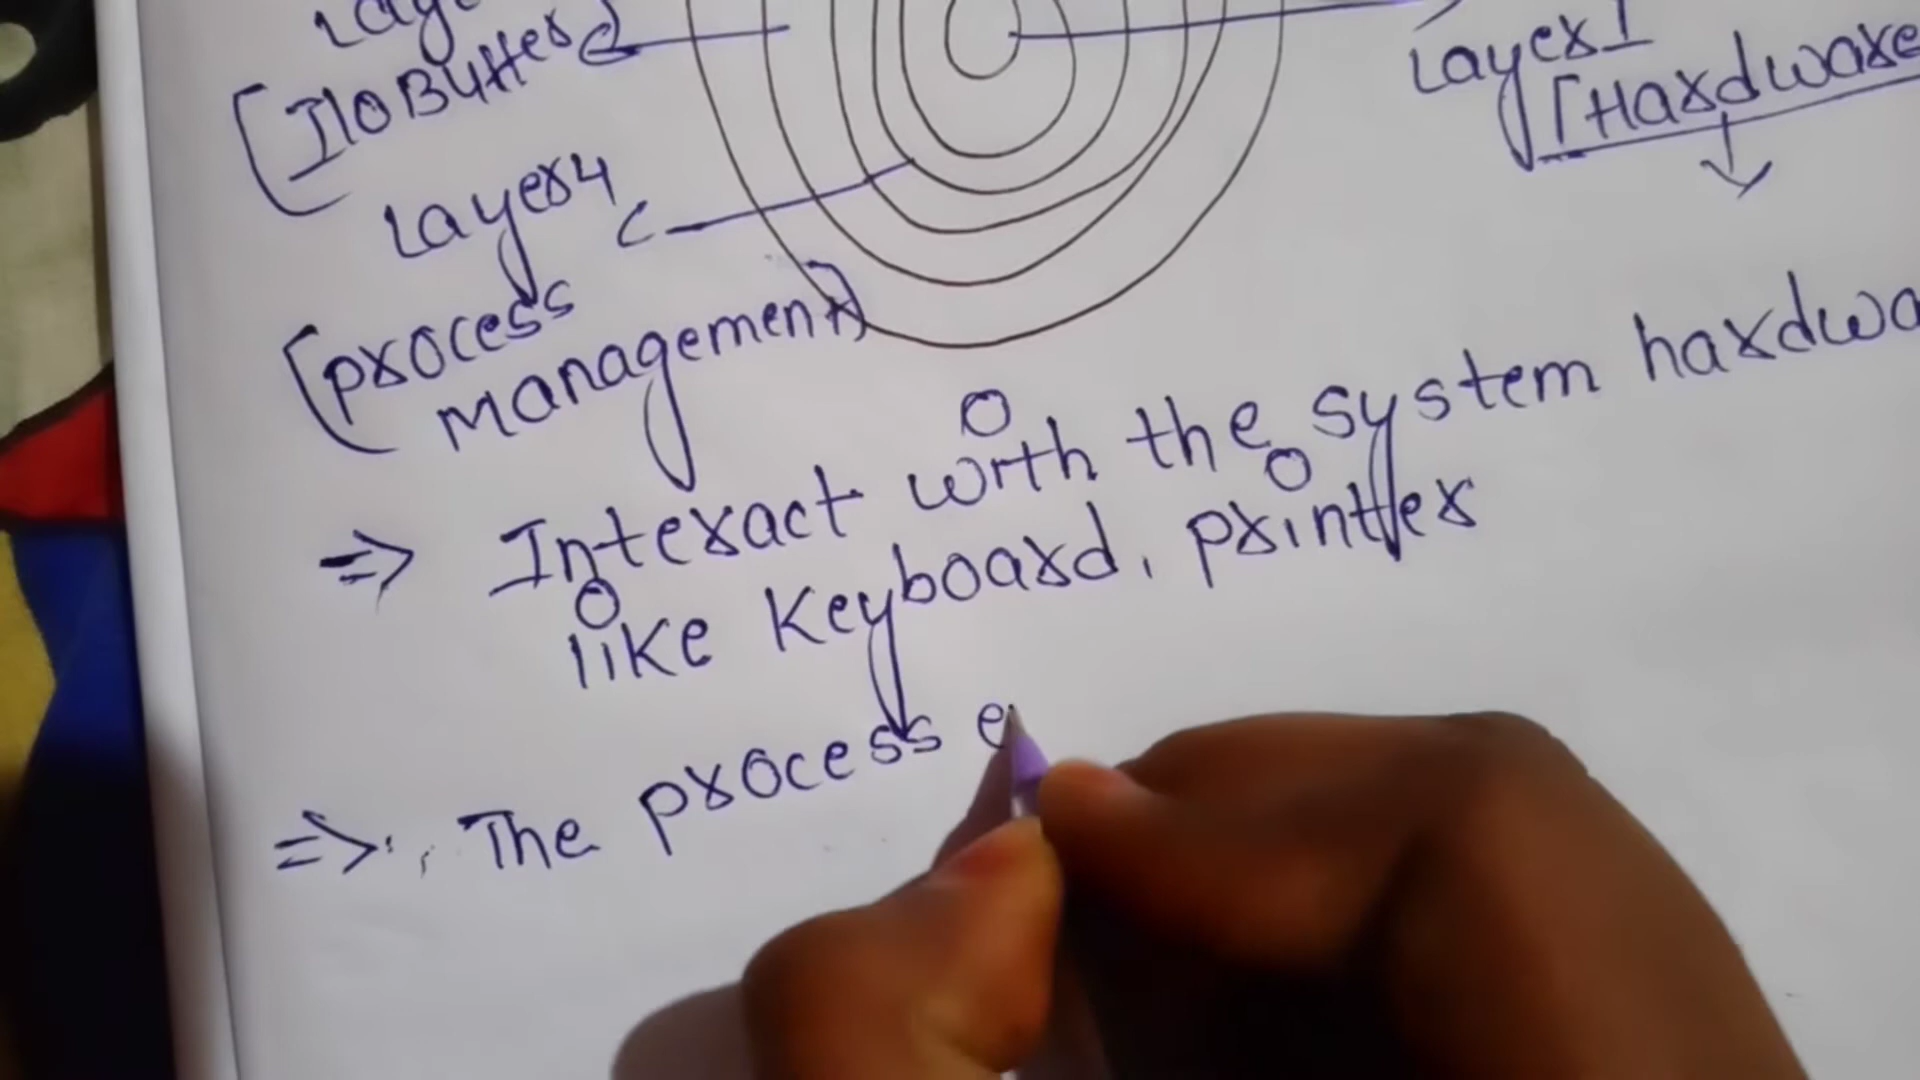 [I/O Buffer]
Layer 1
[Hardware
Layer 4
[process
Management]
⇒ Interact with the system hardwa
like Keyboard, printer
⇒ The process e